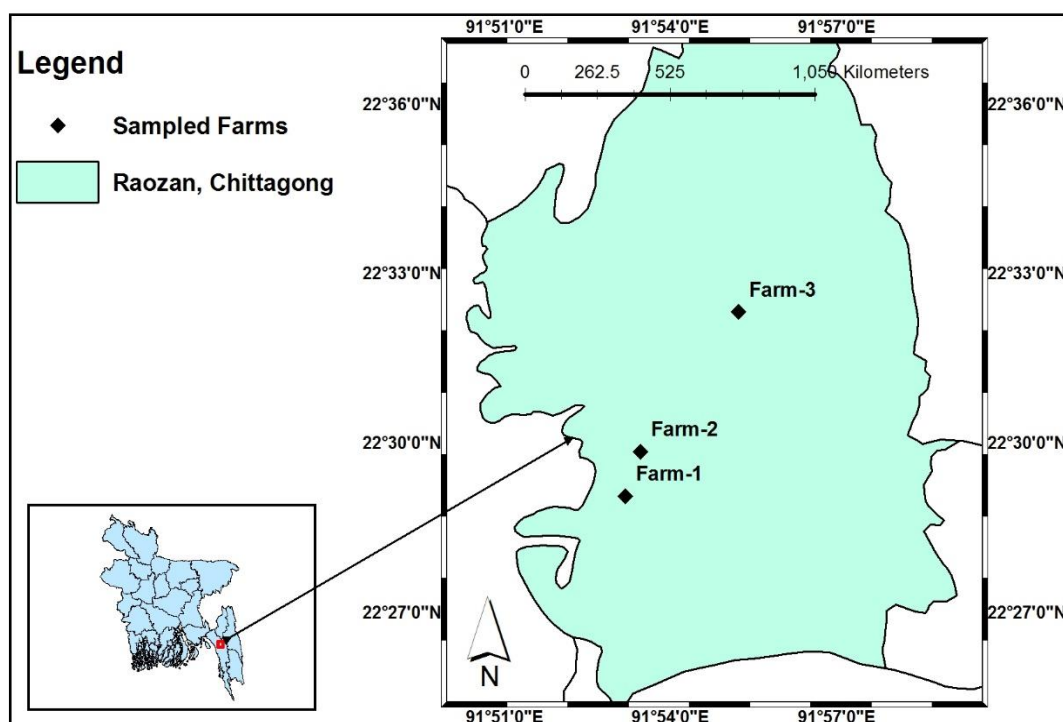 Legend
Sampled Farms
Raozan, Chittagong
91°51'0"E 91°54'0"E 91°57'0"E
0 262.5 525 1,050 Kilometers
22°36'0"N 22°36'0"N
22°33'0"N 22°33'0"N
Farm-3
22°30'0"N 22°30'0"N
Farm-2
Farm-1
22°27'0"N 22°27'0"N
N
91°51'0"E 91°54'0"E 91°57'0"E